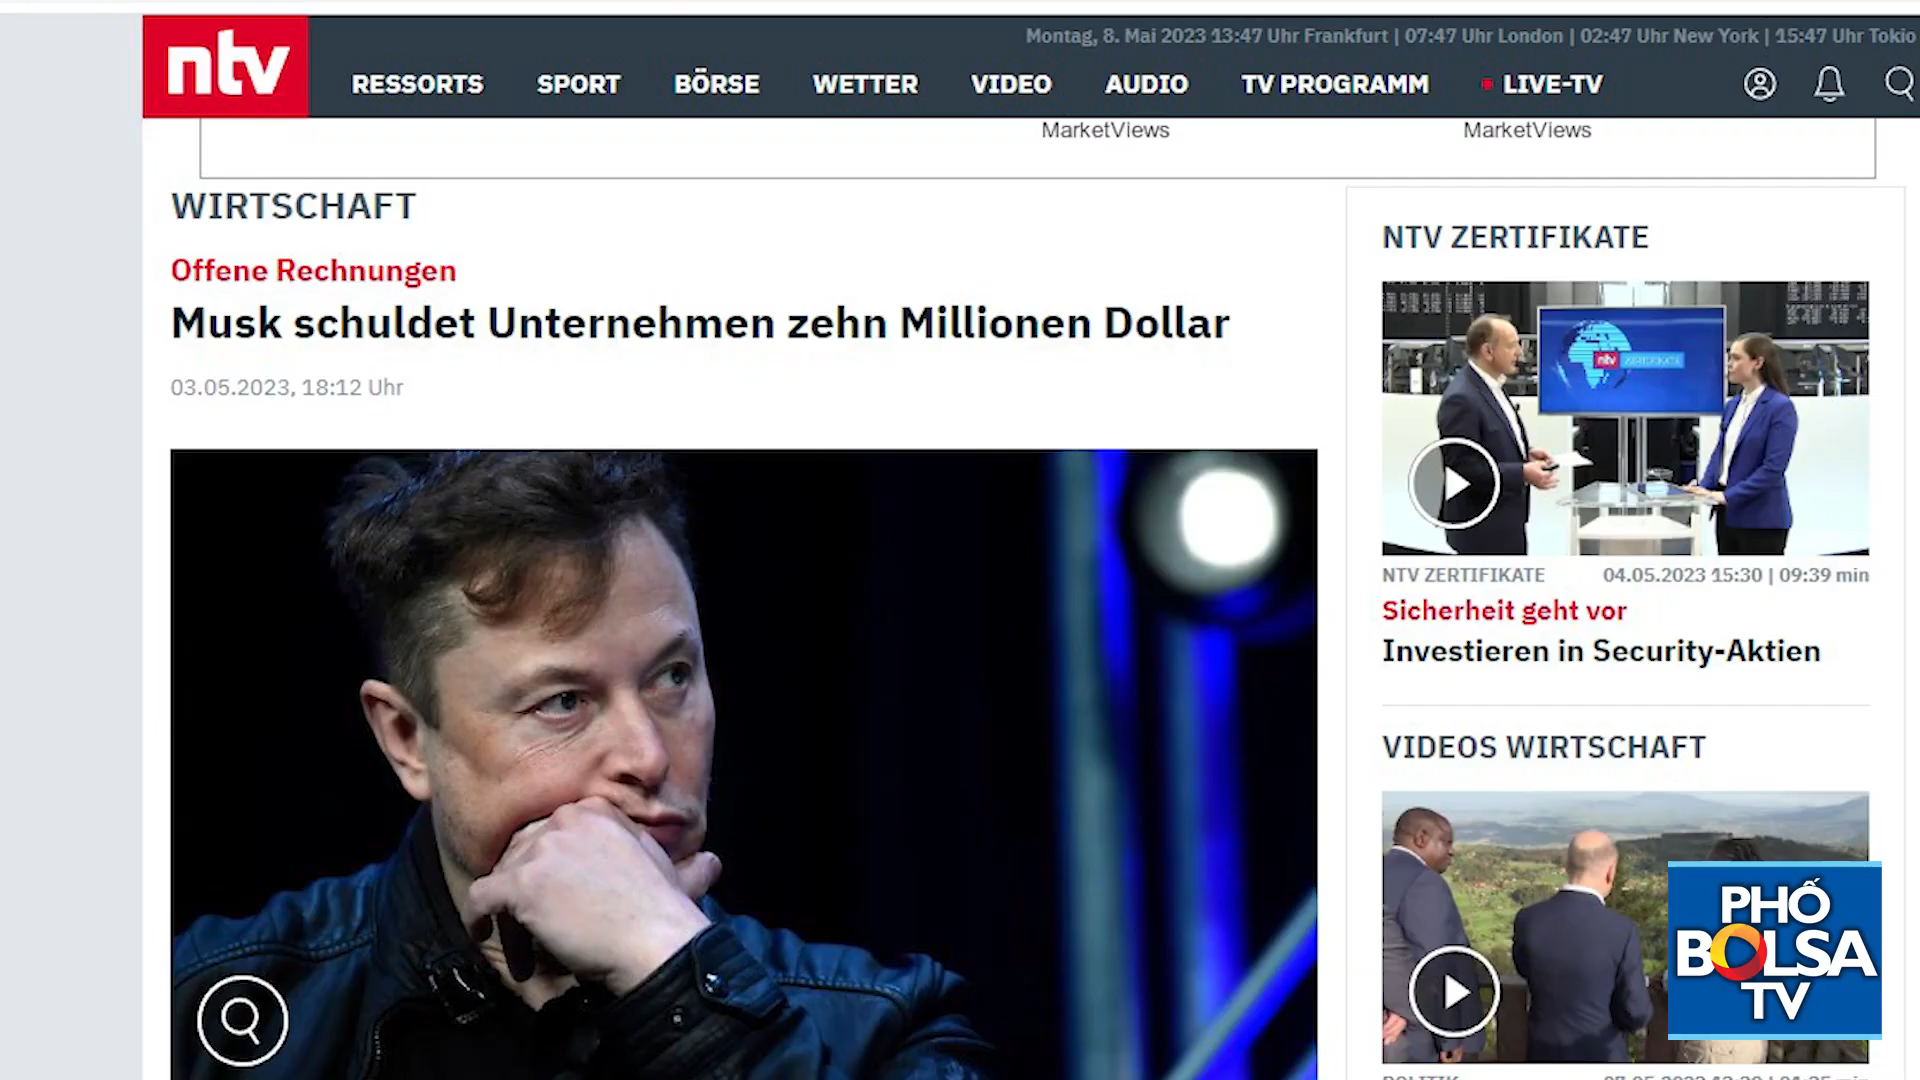 Montag, 8. Mai 2023 13:47 Uhr Frankfurt | 07:47 Uhr London | 02:47 Uhr New York | 15:47 Uhr Tokio
ntv
RESSORTS SPORT BÖRSE WETTER VIDEO AUDIO TV PROGRAMM LIVE-TV
MarketViews MarketViews
WIRTSCHAFT
Offene Rechnungen
Musk schuldet Unternehmen zehn Millionen Dollar
03.05.2023, 18:12 Uhr
NTV ZERTIFIKATE
ntv ZERTIFIKATE
NTV ZERTIFIKATE 04.05.2023 15:30 | 09:39 min
Sicherheit geht vor
Investieren in Security-Aktien
VIDEOS WIRTSCHAFT
PHỐ
BOLSA
TV